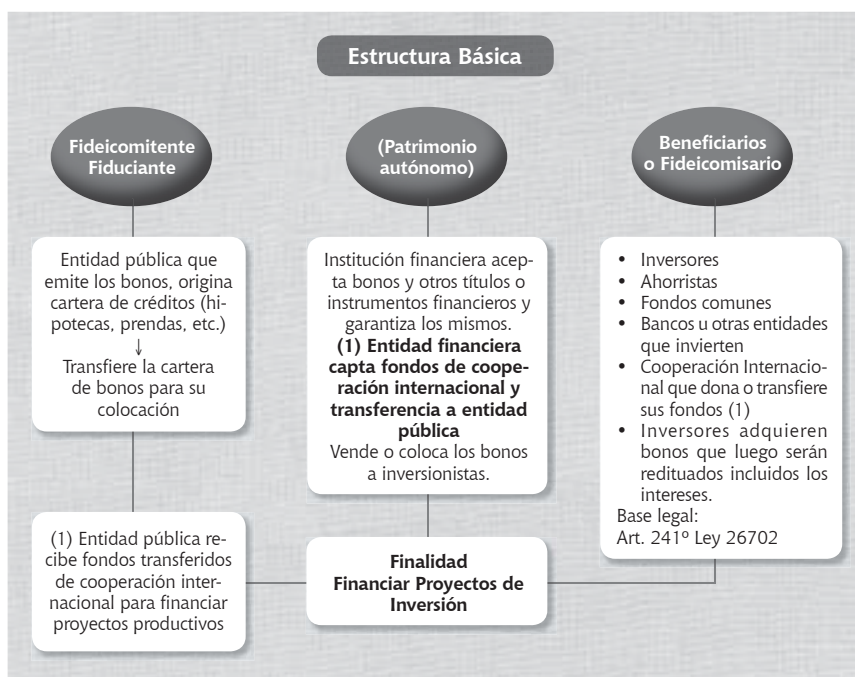 Estructura Básica
Fideicomitente
Fiduciante
Entidad pública que
emite los bonos, origina
cartera de créditos (hi-
potecas, prendas, etc.)
↓
Transfiere la cartera
de bonos para su
colocación
(1) Entidad pública re-
cibe fondos transferidos
de cooperación inter-
nacional para financiar
proyectos productivos
(Patrimonio
autónomo)
Institución financiera acep-
ta bonos y otros títulos o
instrumentos financieros y
garantiza los mismos.
(1) Entidad financiera
capta fondos de coope-
ración internacional y
transferencia a entidad
pública
Vende o coloca los bonos
a inversionistas.
Finalidad
Financiar Proyectos de
Inversión
Beneficiarios
o Fideicomisario
• Inversores
• Ahorristas
• Fondos comunes
• Bancos u otras entidades
que invierten
• Cooperación Internacio-
nal que dona o transfiere
sus fondos (1)
• Inversores adquieren
bonos que luego serán
redituados incluidos los
intereses.
Base legal:
Art. 241º Ley 26702